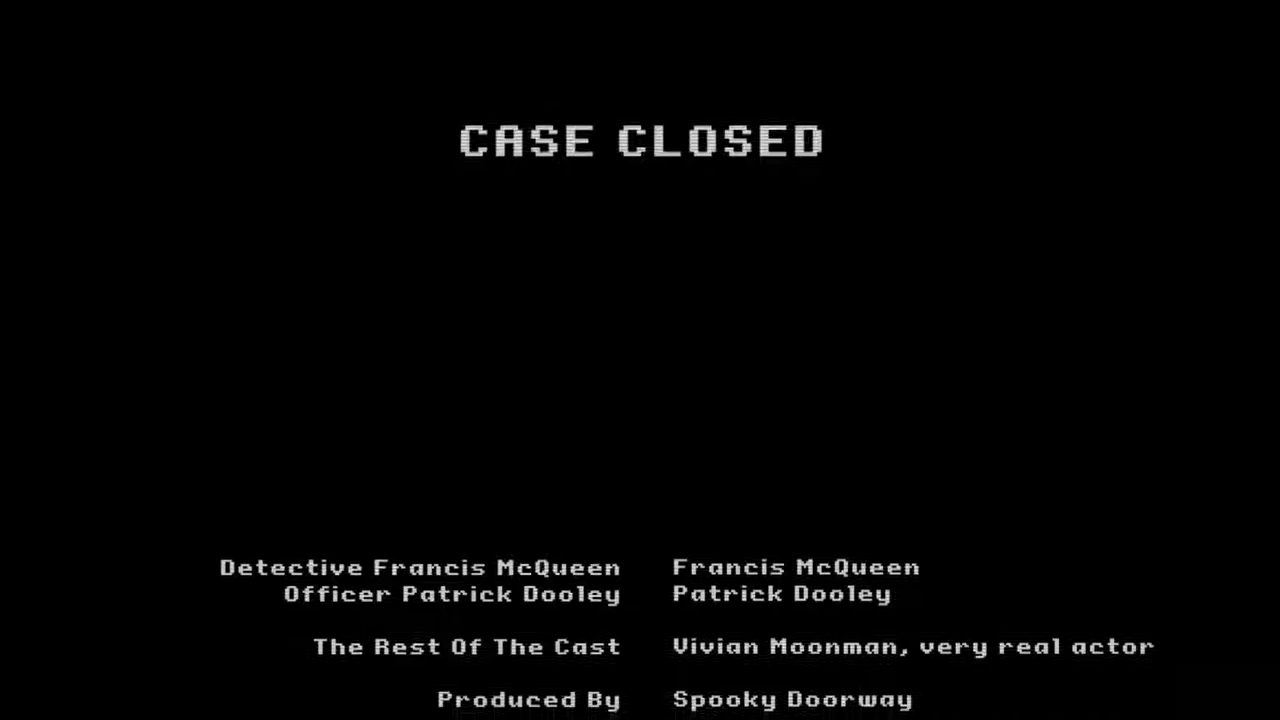 CASE CLOSED
Detective Francis McQueen Francis McQueen
Officer Patrick Dooley Patrick Dooley
The Rest Of The Cast Vivian Moonman, very real actor
Produced By Spooky Doorway